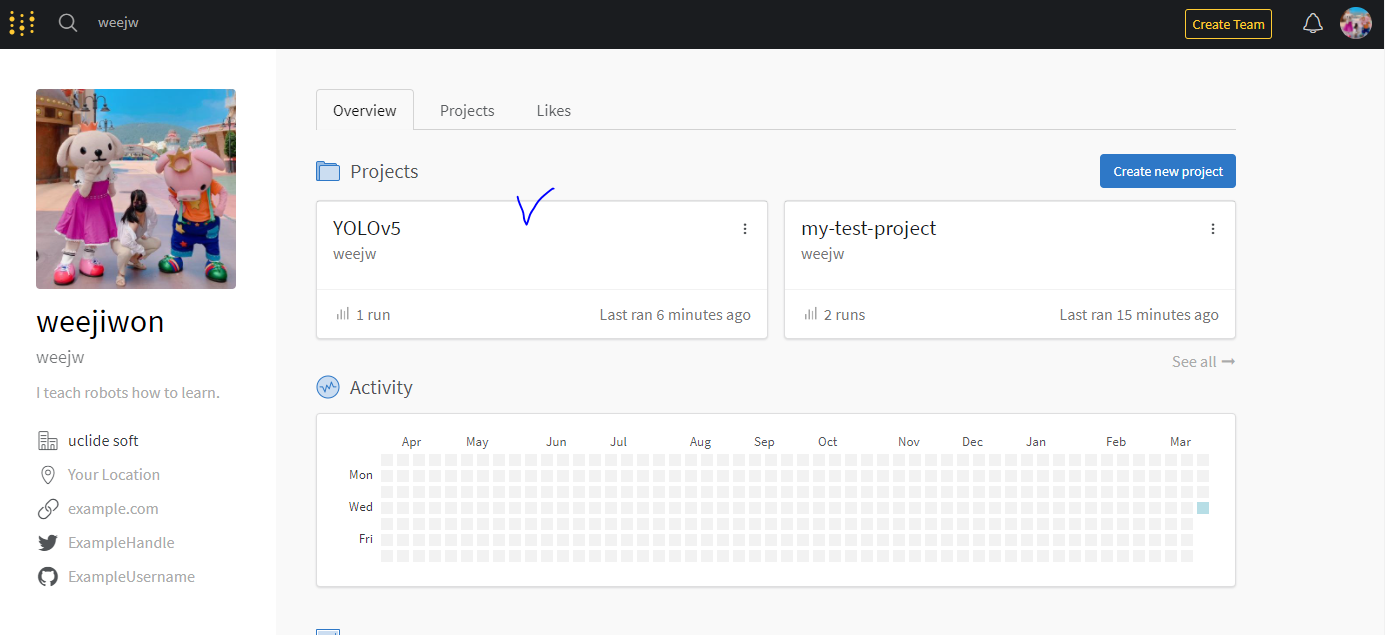 weejw
Create Team
weejiwon
weejw
I teach robots how to learn.
uclide soft
Your Location
example.com
ExampleHandle
ExampleUsername
Overview Projects Likes
Projects
Create new project
YOLOv5
weejw
1 run Last ran 6 minutes ago
my-test-project
weejw
2 runs Last ran 15 minutes ago
See all
Activity
Apr May Jun Jul Aug Sep Oct Nov Dec Jan Feb Mar
Mon
Wed
Fri